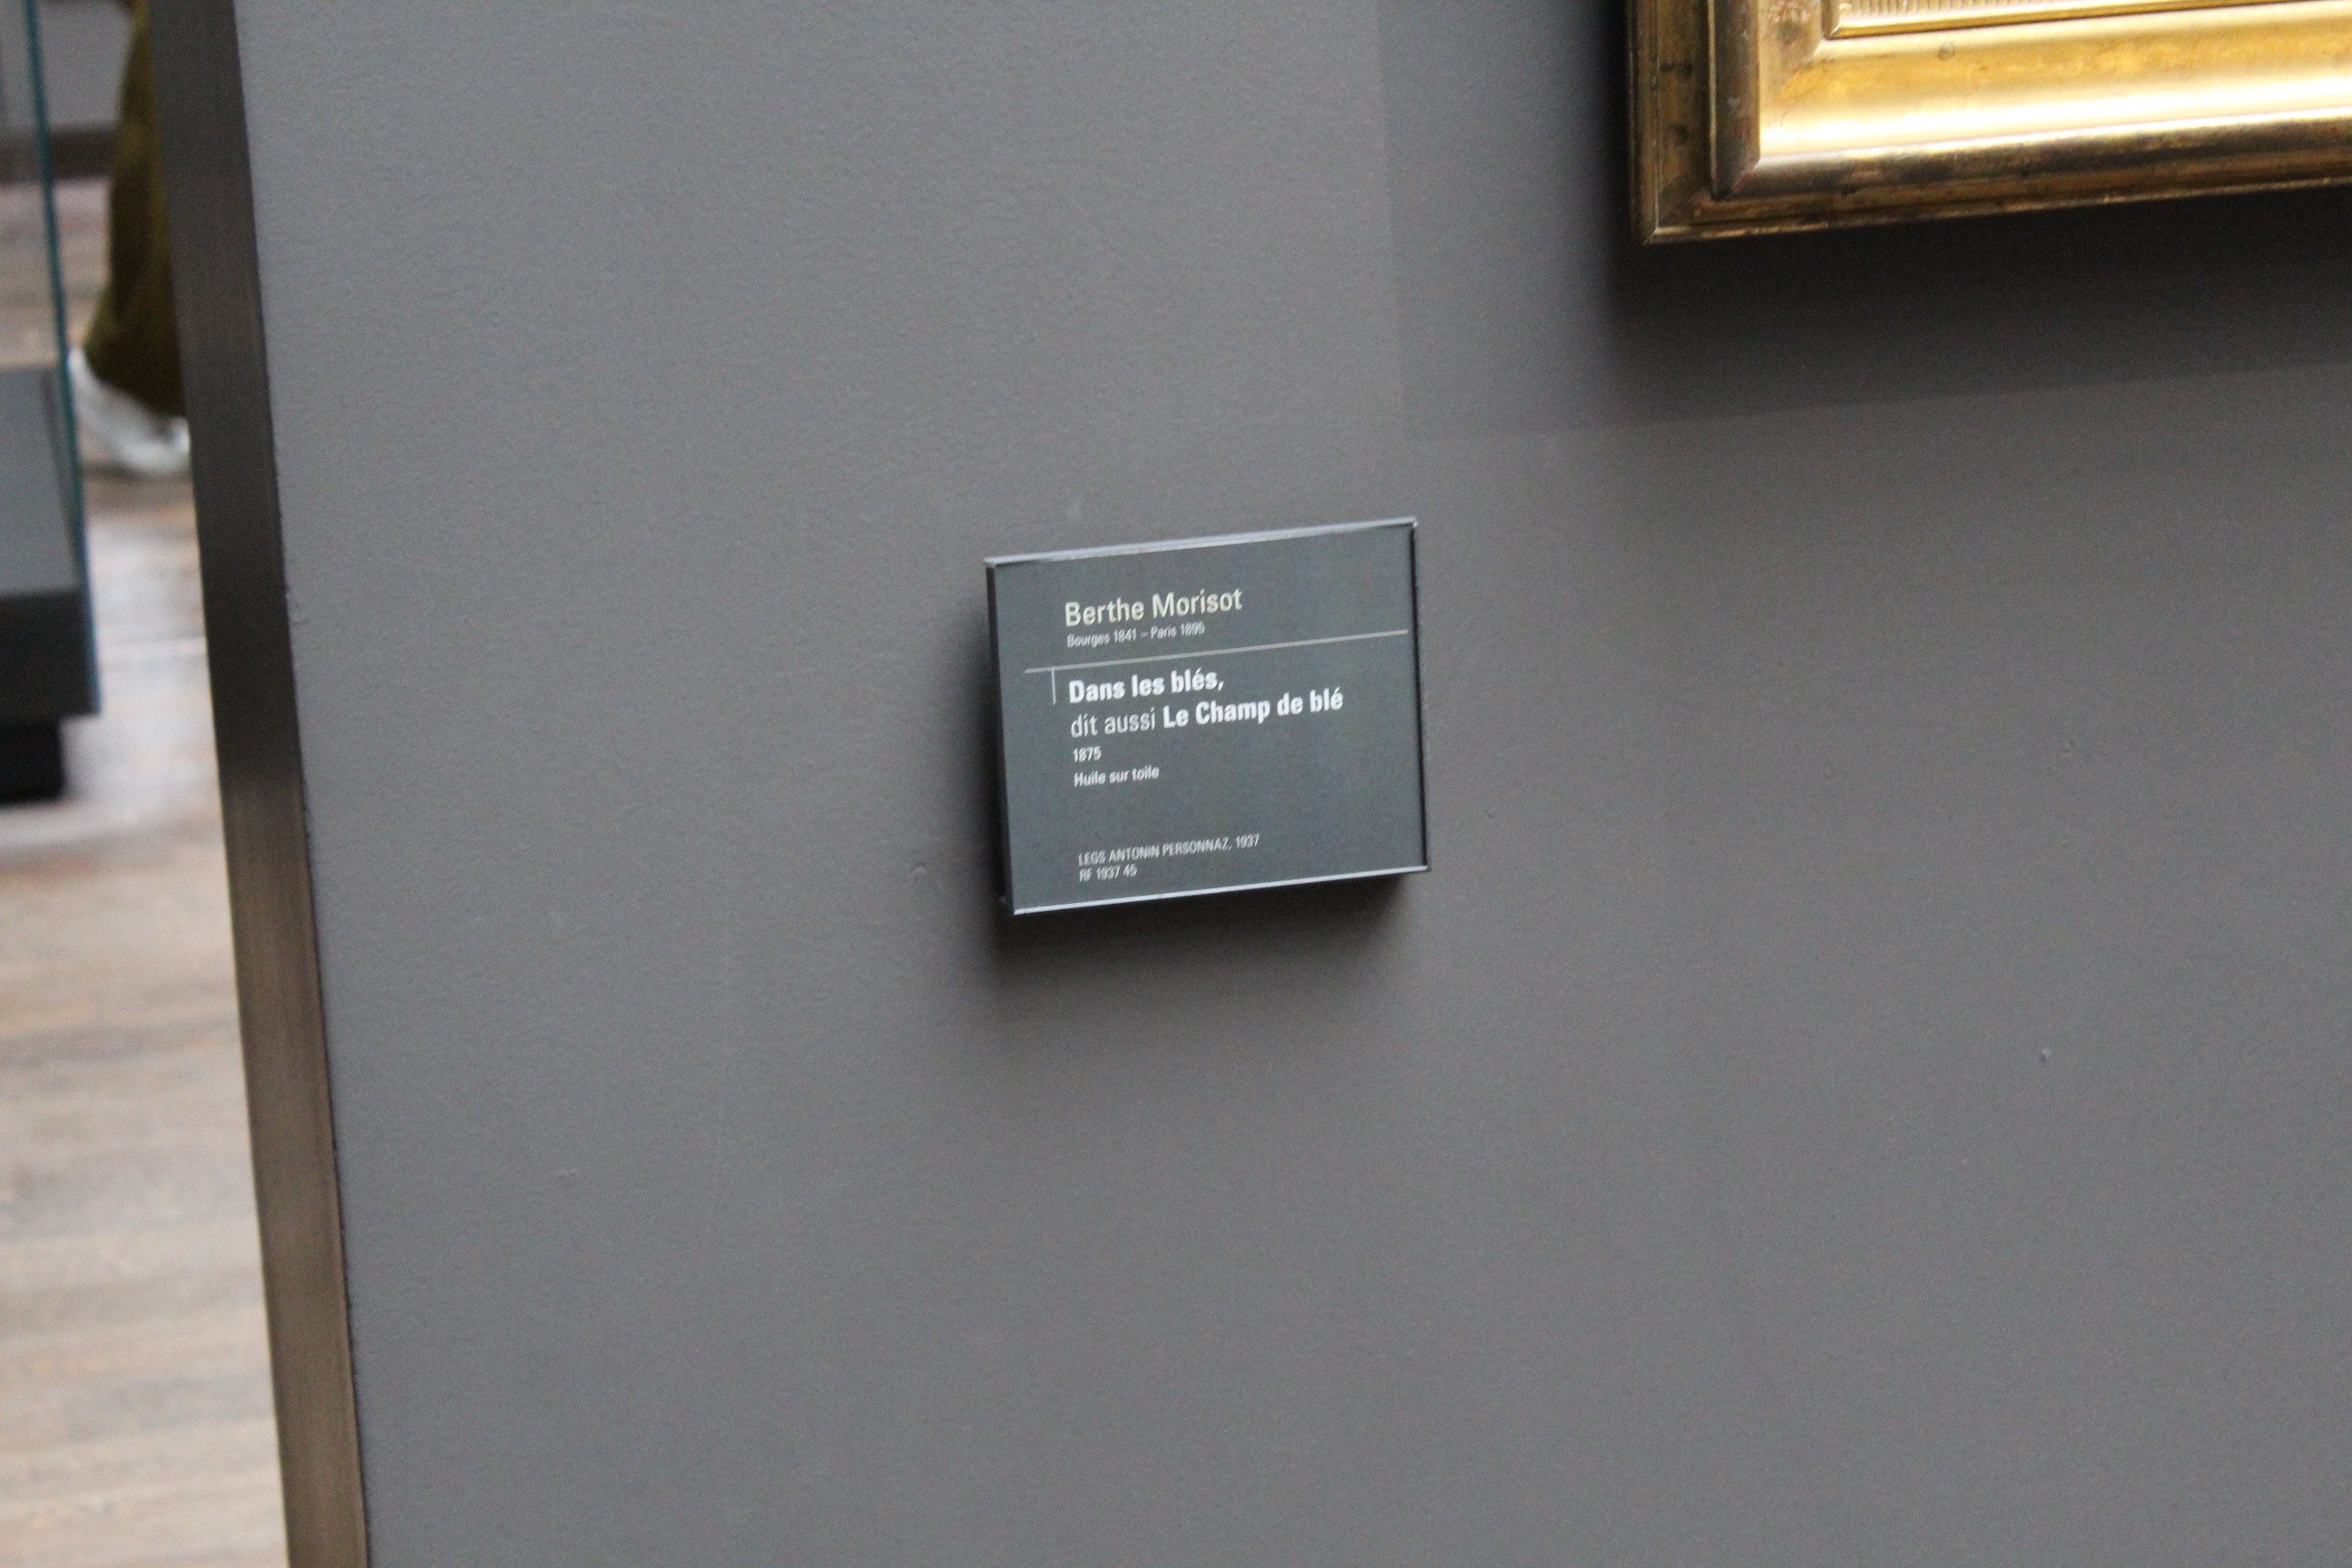 Berthe Morisot
Bourges 1841 – Paris 1895
Dans les blés,
dit aussi Le Champ de blé
1875
Huile sur toile
LEGS ANTONIN PERSONNAZ, 1937
RF 1937 45